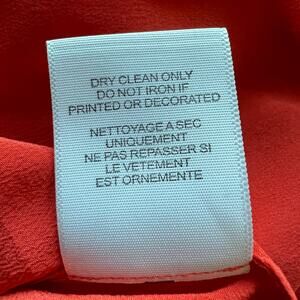 DRY CLEAN ONLY
DO NOT IRON IF
PRINTED OR DECORATED
NETTOYAGE A SEC
UNIQUEMENT
NE PAS REPASSER SI
LE VETEMENT
EST ORNEMENTE